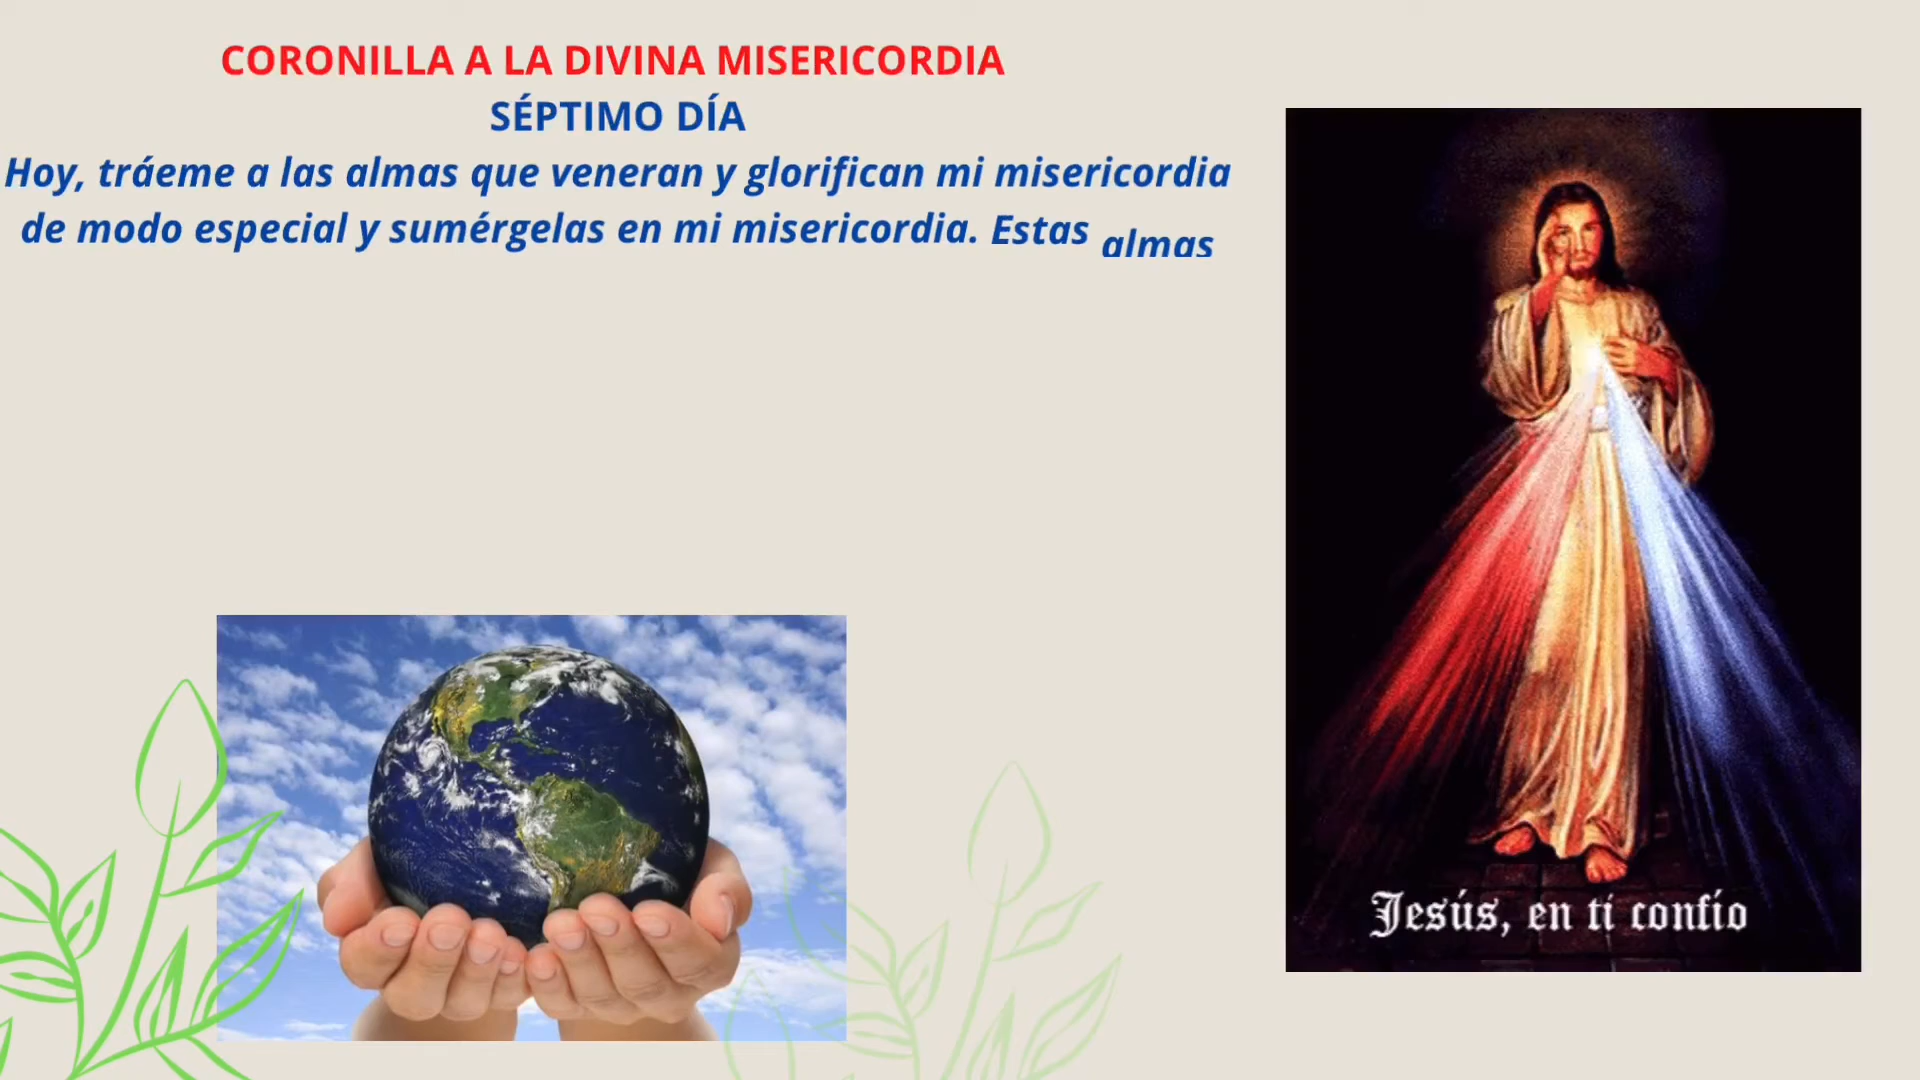 CORONILLA A LA DIVINA MISERICORDIA
SÉPTIMO DÍA
Hoy, tráeme a las almas que veneran y glorifican mi misericordia
de modo especial y sumérgelas en mi misericordia. Estas almas
Jesús, en ti confío